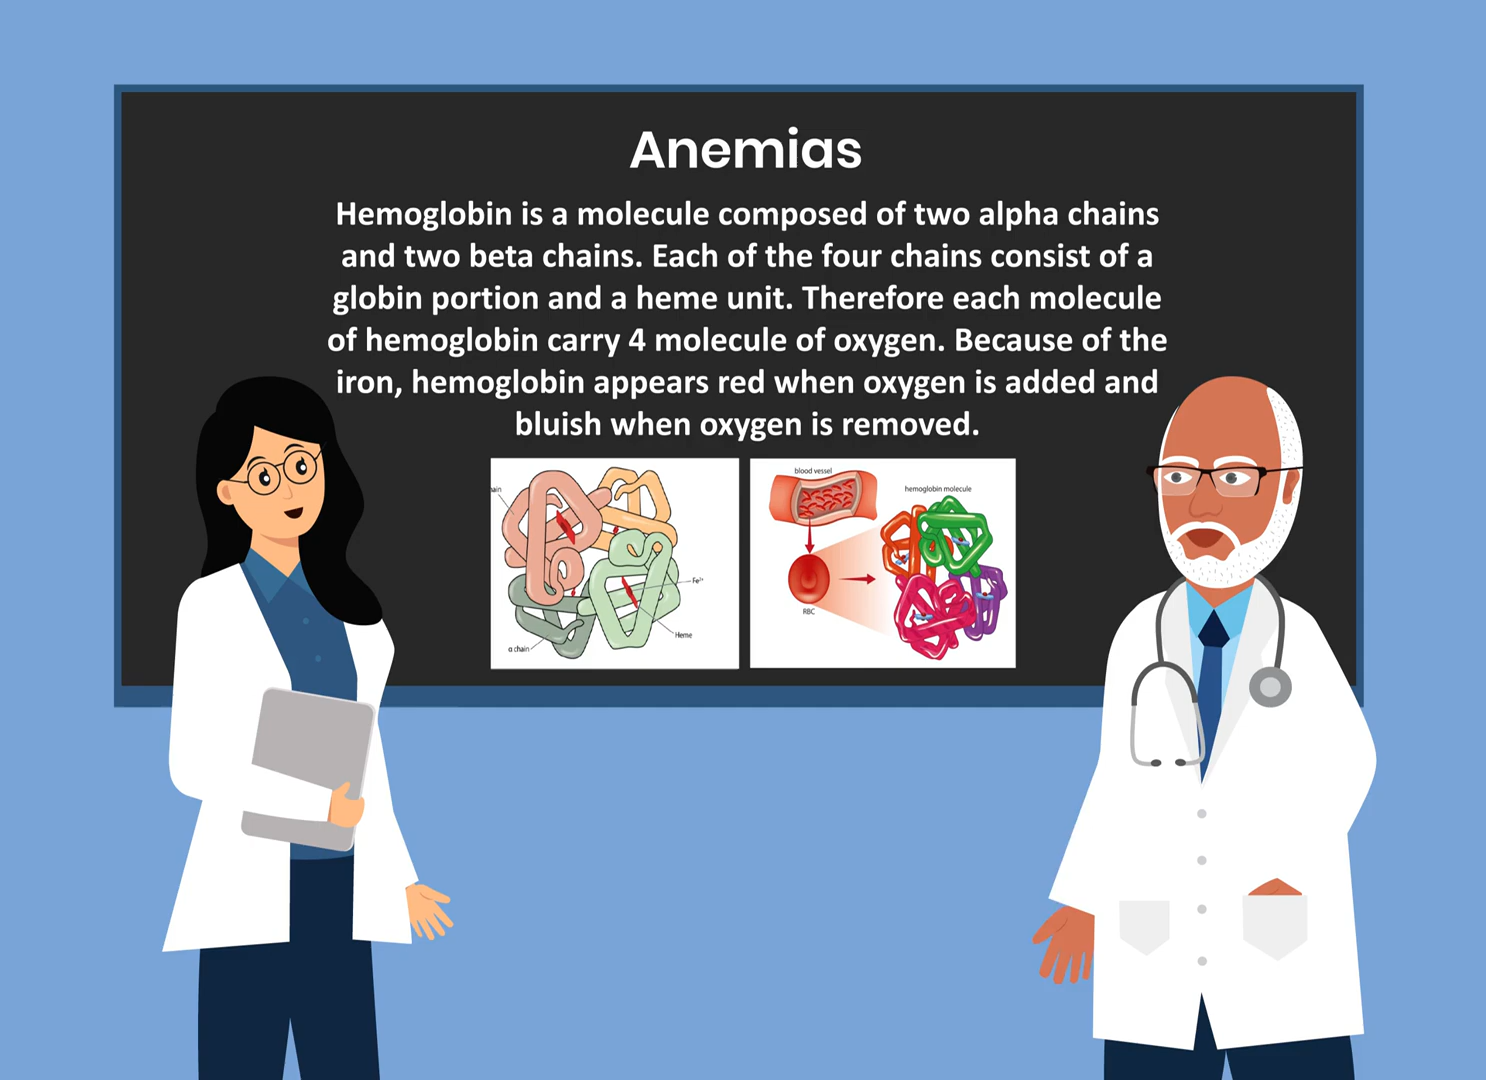 Anemias
Hemoglobin is a molecule composed of two alpha chains
and two beta chains. Each of the four chains consist of a
globin portion and a heme unit. Therefore each molecule
of hemoglobin carry 4 molecule of oxygen. Because of the
iron, hemoglobin appears red when oxygen is added and
bluish when oxygen is removed.
ain
Fe²⁺
Heme
α chain
blood vessel
hemoglobin molecule
RBC